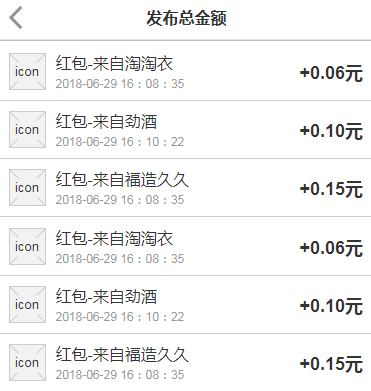 发布总金额
icon 红包-来自淘淘衣
2018-06-29 16：08：35 +0.06元
icon 红包-来自劲酒
2018-06-29 16：10：22 +0.10元
icon 红包-来自福造久久
2018-06-29 16：08：35 +0.15元
icon 红包-来自淘淘衣
2018-06-29 16：08：35 +0.06元
icon 红包-来自劲酒
2018-06-29 16：10：22 +0.10元
icon 红包-来自福造久久
2018-06-29 16：08：35 +0.15元